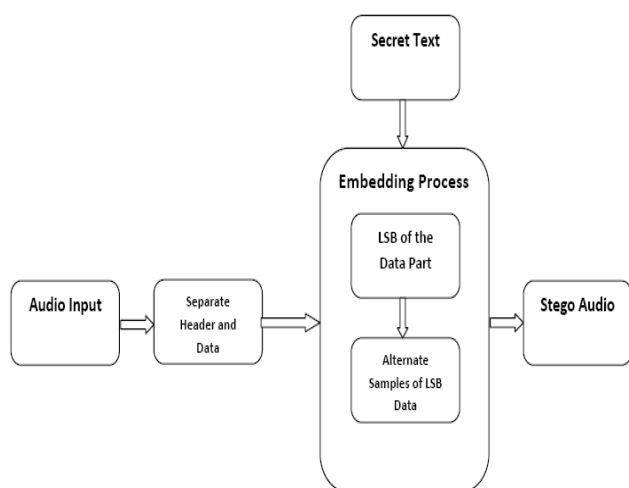 Secret Text
Embedding Process
LSB of the
Data Part
Audio Input
Separate
Header and
Data
Stego Audio
Alternate
Samples of LSB
Data